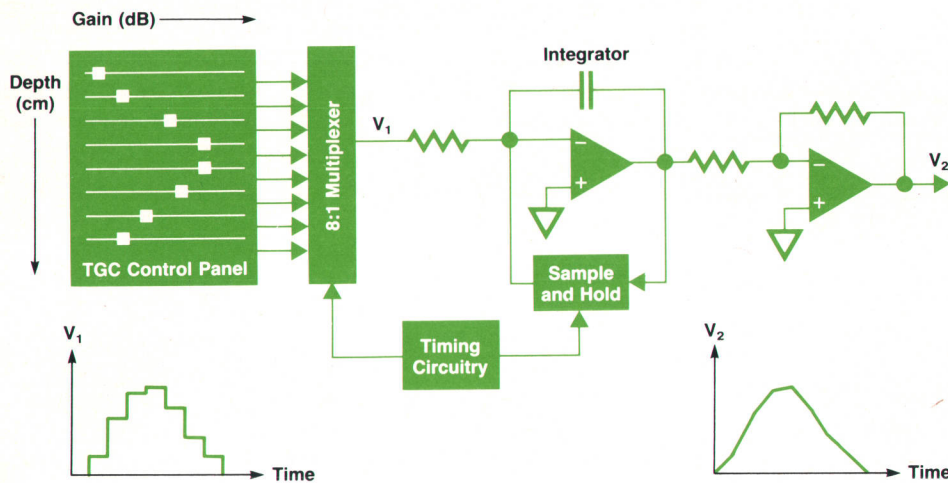 Gain (dB)
Depth
(cm)
TGC Control Panel
8:1 Multiplexer
V1
Integrator
−
+
Sample
and Hold
Timing
Circuitry
−
+
V2
V1
Time
V2
Time